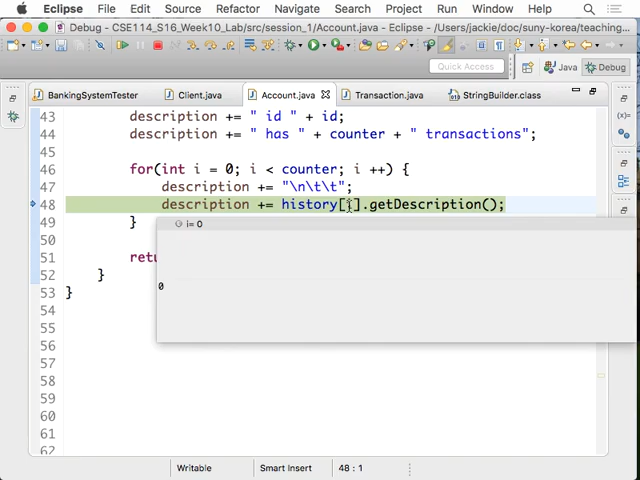 Eclipse File Edit Source Refactor Navigate Search Project Run Window Help
Debug - CSE114_S16_Week10_Lab/src/session_1/Account.java - Eclipse - /Users/jackie/doc/suny-korea/teaching...
Quick Access
Java
Debug
BankingSystemTester
Client.java
Account.java
Transaction.java
StringBuilder.class
43 description += " id " + id;
44 description += " has " + counter + " transactions";
45
46 for(int i = 0; i < counter; i ++) {
47 description += "\n\t\t";
48 description += history[i].getDescription();
49 }
50
51 retu
52 }
53 }
54
55
56
57
58
59
60
61
62
i= 0
0
Writable
Smart Insert
48 : 1